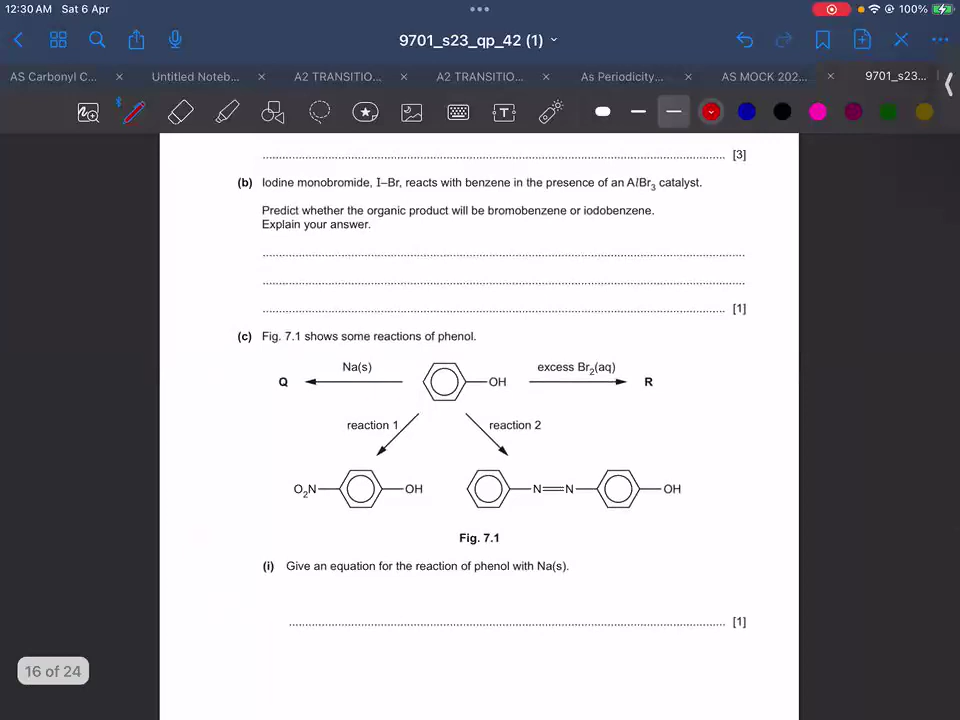 12:30 AM Sat 6 Apr
100%
9701_s23_qp_42 (1)
AS Carbonyl C...
Untitled Noteb...
A2 TRANSITIO...
A2 TRANSITIO...
As Periodicity...
AS MOCK 202...
9701_s23...
[3]
(b) Iodine monobromide, I–Br, reacts with benzene in the presence of an AlBr3 catalyst.
Predict whether the organic product will be bromobenzene or iodobenzene.
Explain your answer.
[1]
(c) Fig. 7.1 shows some reactions of phenol.
Na(s)
excess Br2(aq)
Q
OH
R
reaction 1
reaction 2
O2N
OH
N
N
OH
Fig. 7.1
(i) Give an equation for the reaction of phenol with Na(s).
[1]
16 of 24